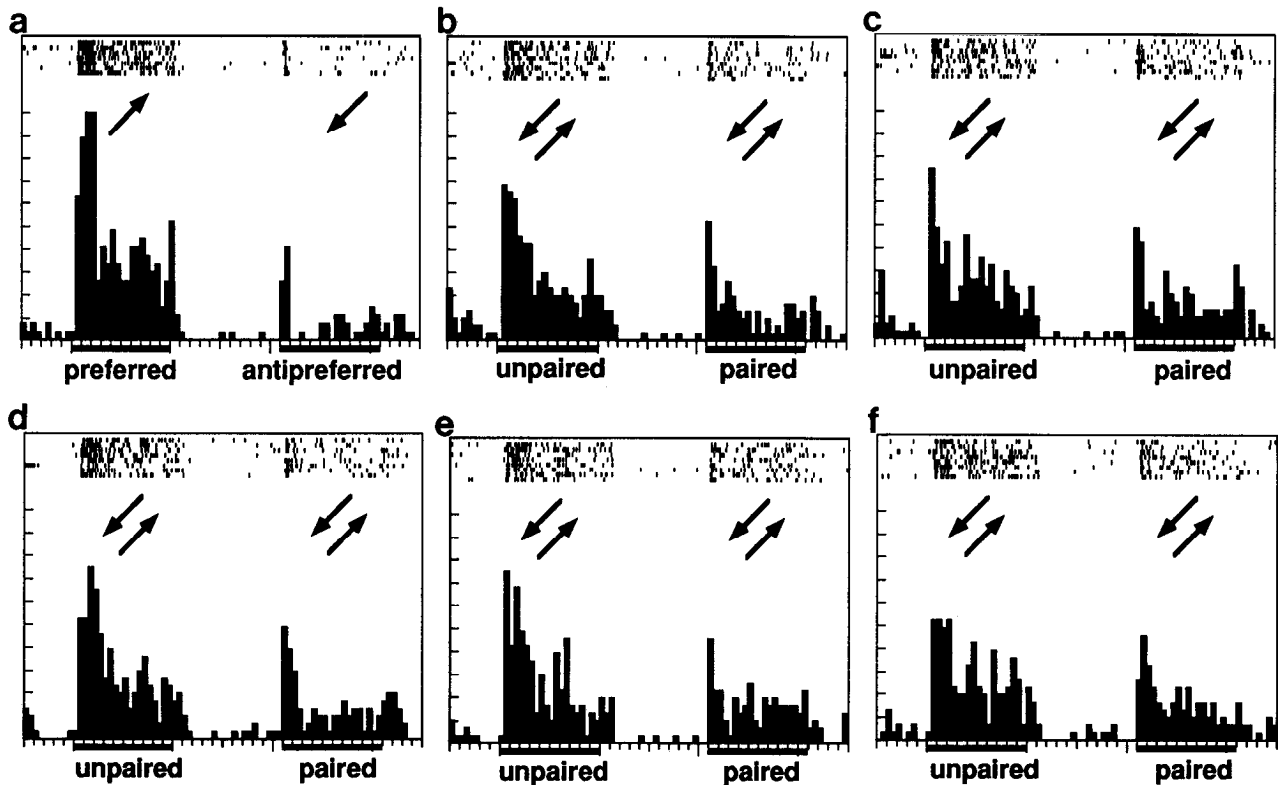 a
b
c
preferred antipreferred
unpaired paired
unpaired paired
d
e
f
unpaired paired
unpaired paired
unpaired paired